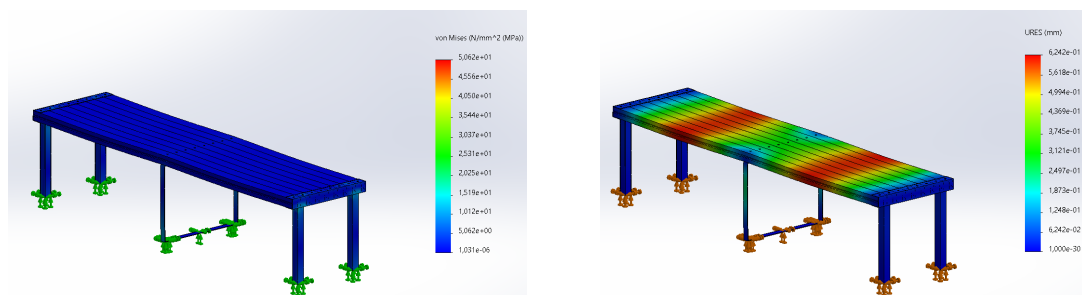 von Mises (N/mm^2 (MPa))
5,062e+01
4,556e+01
4,050e+01
3,544e+01
3,037e+01
2,531e+01
2,025e+01
1,519e+01
1,012e+01
5,062e+00
1,031e-06
URES (mm)
6,242e-01
5,618e-01
4,994e-01
4,369e-01
3,745e-01
3,121e-01
2,497e-01
1,873e-01
1,248e-01
6,242e-02
1,000e-30